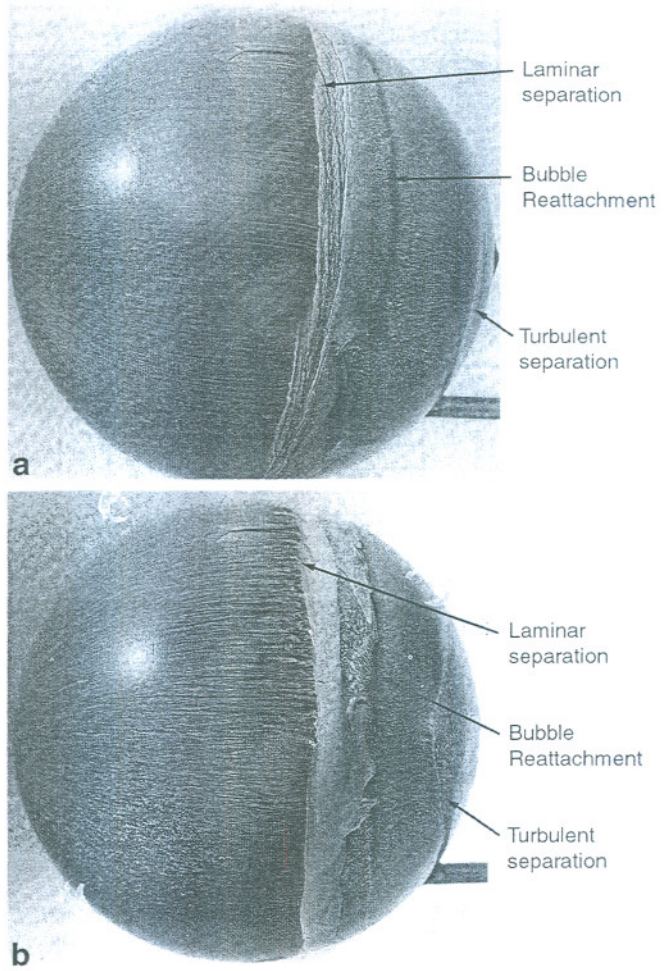 Laminar
separation
Bubble
Reattachment
Turbulent
separation
a
Laminar
separation
Bubble
Reattachment
Turbulent
separation
b